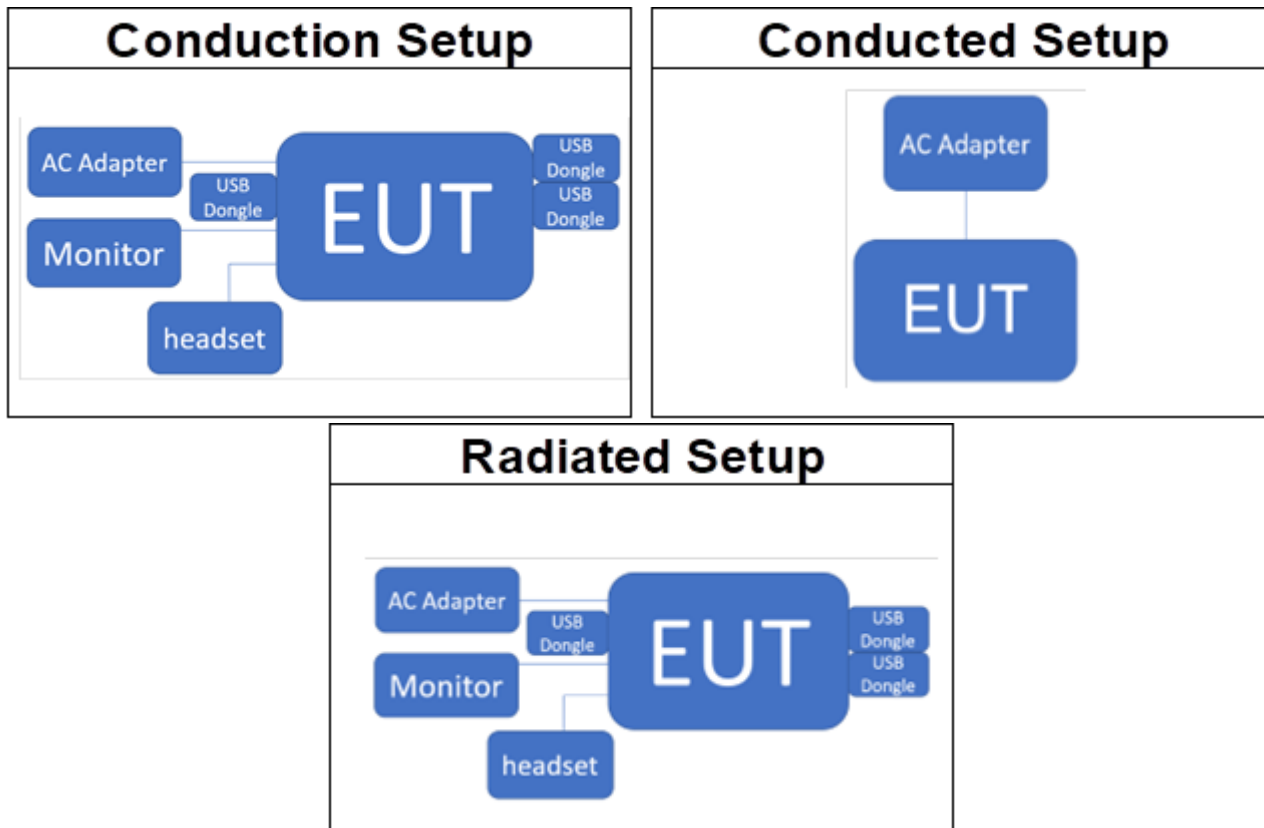 Conduction Setup
AC Adapter
USB
Dongle
Monitor
headset
EUT
USB
Dongle
USB
Dongle
Conducted Setup
AC Adapter
EUT
Radiated Setup
AC Adapter
USB
Dongle
Monitor
headset
EUT
USB
Dongle
USB
Dongle